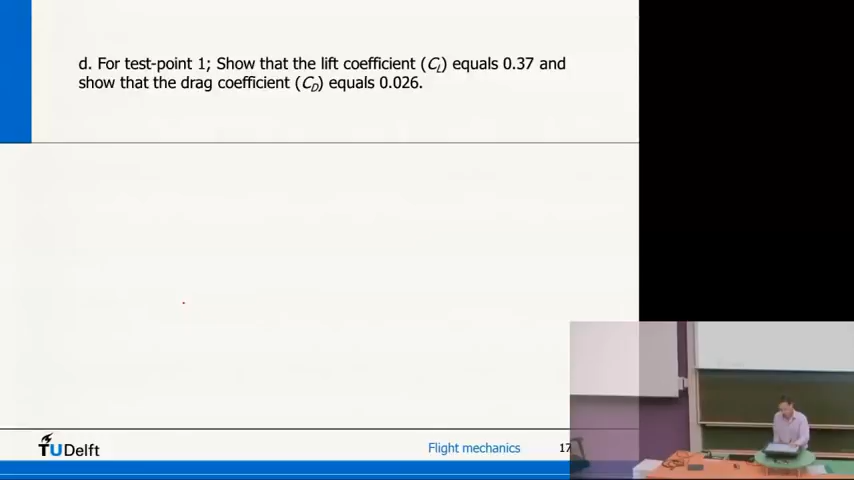 d. For test-point 1; Show that the lift coefficient (CL) equals 0.37 and
show that the drag coefficient (CD) equals 0.026.
TUDelft
Flight mechanics
17